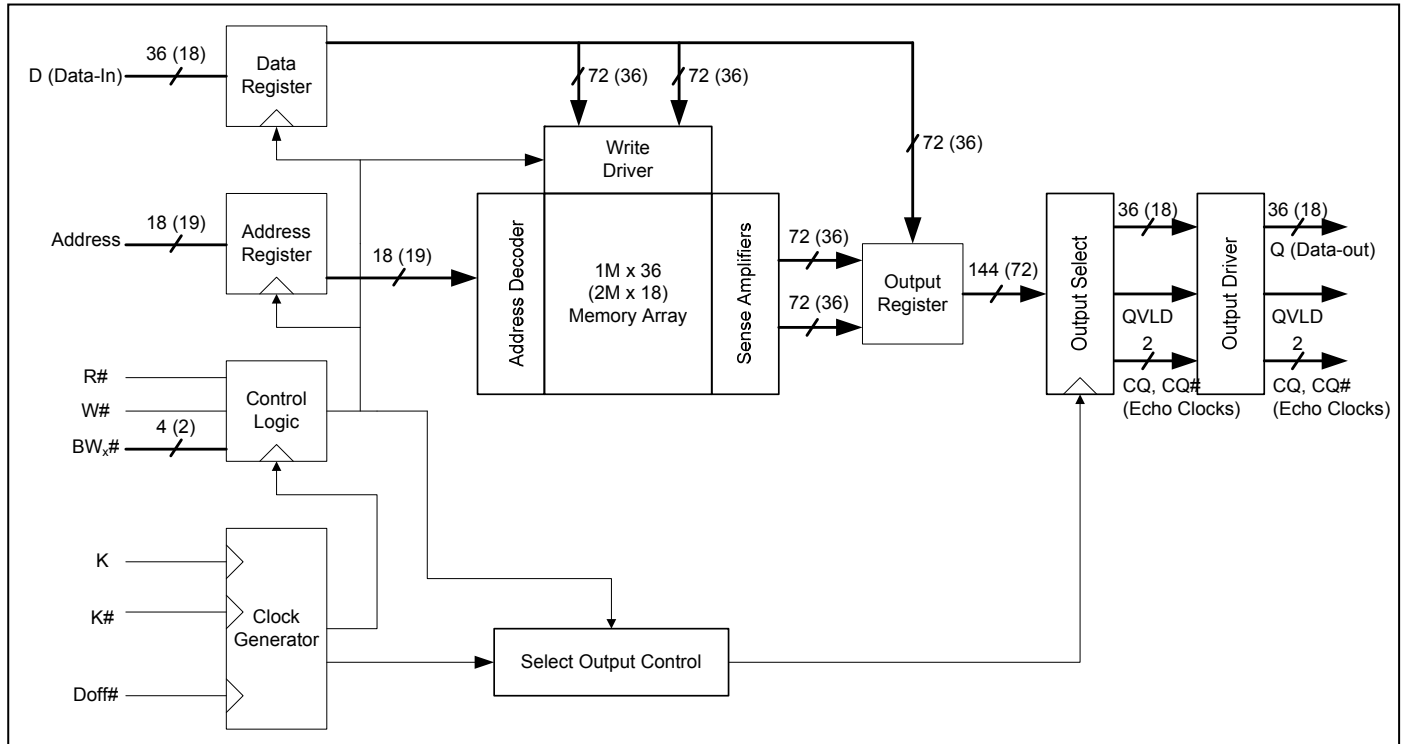 36 (18)
D (Data-In)
Data
Register
72 (36)
72 (36)
72 (36)
Write
Driver
18 (19)
Address
Address
Register
18 (19)
Address Decoder
1M x 36
(2M x 18)
Memory Array
Sense Amplifiers
72 (36)
72 (36)
Output
Register
144 (72)
Output Select
36 (18)
QVLD
2
CQ, CQ#
(Echo Clocks)
Output Driver
36 (18)
Q (Data-out)
QVLD
2
CQ, CQ#
(Echo Clocks)
R#
W#
4 (2)
BWx#
Control
Logic
K
K#
Doff#
Clock
Generator
Select Output Control